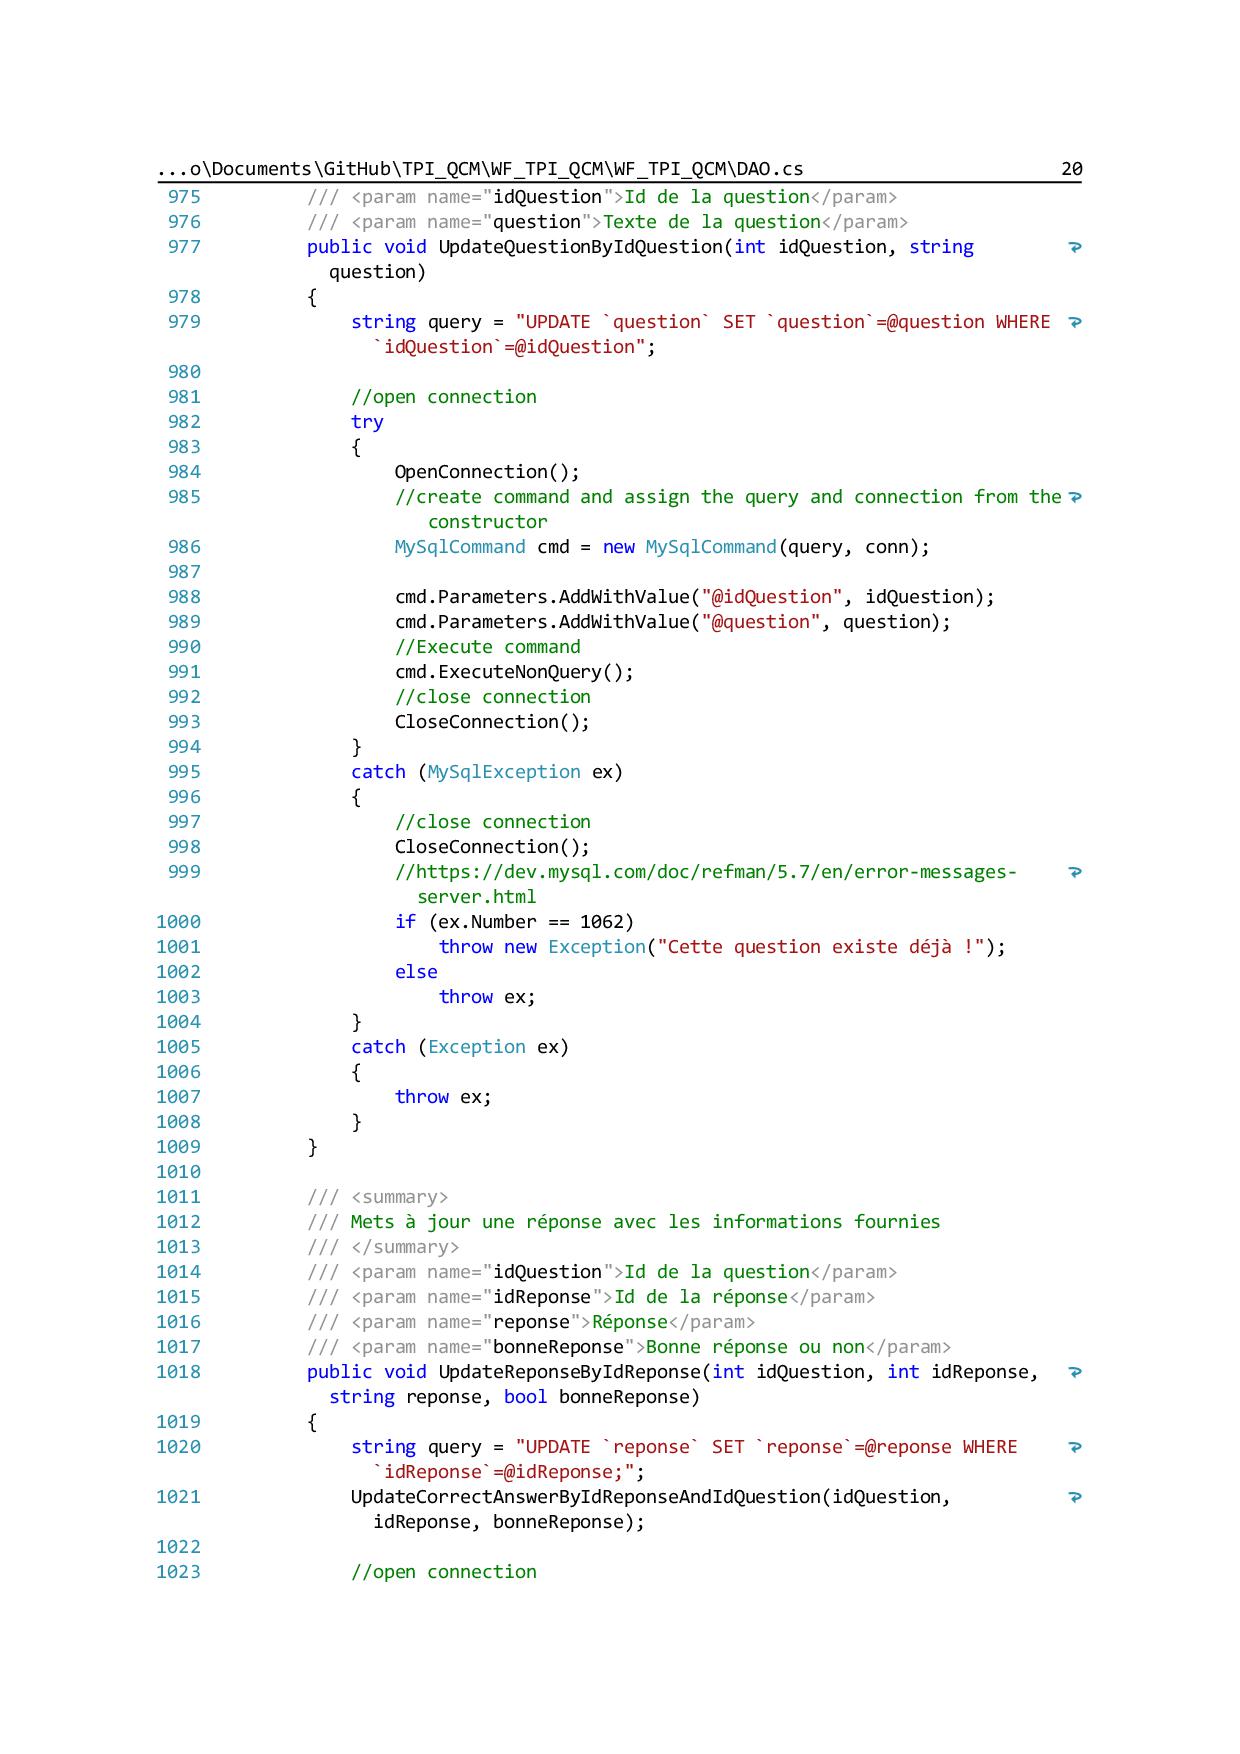 ...o\Documents\GitHub\TPI_QCM\WF_TPI_QCM\WF_TPI_QCM\DAO.cs 20
975 /// <param name="idQuestion">Id de la question</param>
976 /// <param name="question">Texte de la question</param>
977 public void UpdateQuestionByIdQuestion(int idQuestion, string
question)
978 {
979 string query = "UPDATE `question` SET `question`=@question WHERE
`idQuestion`=@idQuestion";
980
981 //open connection
982 try
983 {
984 OpenConnection();
985 //create command and assign the query and connection from the
constructor
986 MySqlCommand cmd = new MySqlCommand(query, conn);
987
988 cmd.Parameters.AddWithValue("@idQuestion", idQuestion);
989 cmd.Parameters.AddWithValue("@question", question);
990 //Execute command
991 cmd.ExecuteNonQuery();
992 //close connection
993 CloseConnection();
994 }
995 catch (MySqlException ex)
996 {
997 //close connection
998 CloseConnection();
999 //https://dev.mysql.com/doc/refman/5.7/en/error-messages-
server.html
1000 if (ex.Number == 1062)
1001 throw new Exception("Cette question existe déjà !");
1002 else
1003 throw ex;
1004 }
1005 catch (Exception ex)
1006 {
1007 throw ex;
1008 }
1009 }
1010
1011 /// <summary>
1012 /// Mets à jour une réponse avec les informations fournies
1013 /// </summary>
1014 /// <param name="idQuestion">Id de la question</param>
1015 /// <param name="idReponse">Id de la réponse</param>
1016 /// <param name="reponse">Réponse</param>
1017 /// <param name="bonneReponse">Bonne réponse ou non</param>
1018 public void UpdateReponseByIdReponse(int idQuestion, int idReponse,
string reponse, bool bonneReponse)
1019 {
1020 string query = "UPDATE `reponse` SET `reponse`=@reponse WHERE
`idReponse`=@idReponse;";
1021 UpdateCorrectAnswerByIdReponseAndIdQuestion(idQuestion,
idReponse, bonneReponse);
1022
1023 //open connection